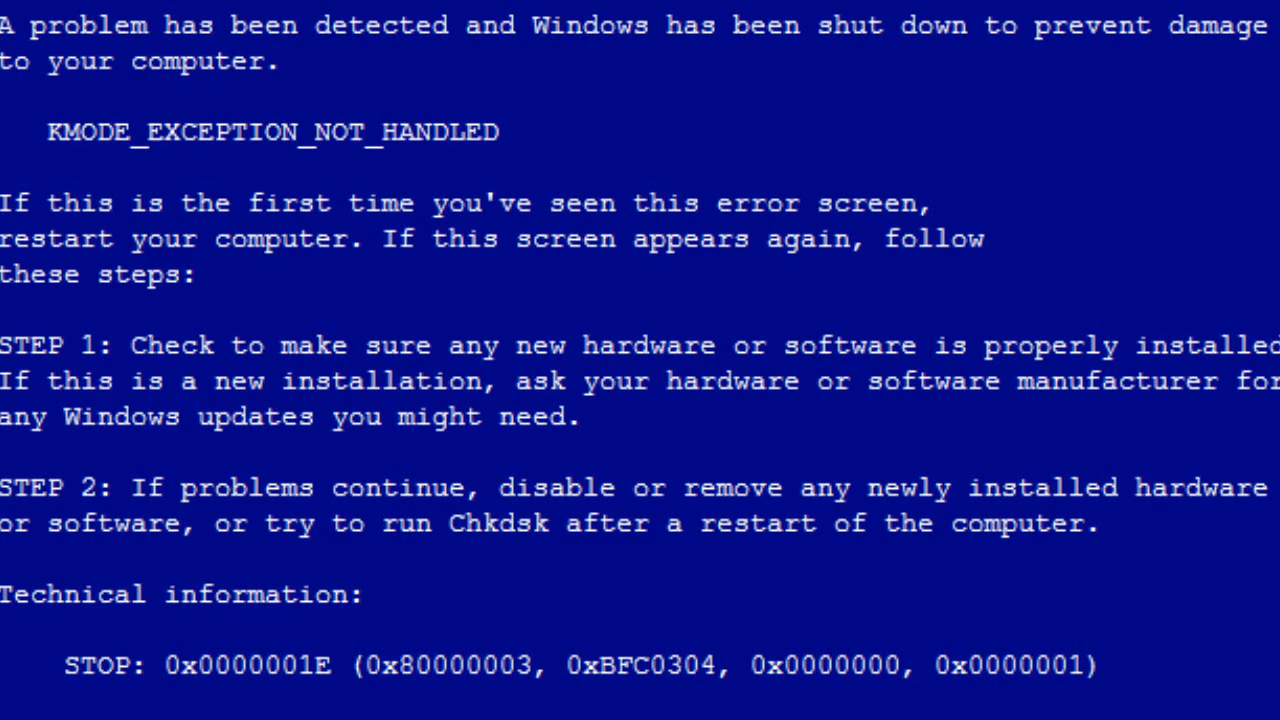 A problem has been detected and Windows has been shut down to prevent damage
to your computer.
KMODE_EXCEPTION_NOT_HANDLED
If this is the first time you've seen this error screen,
restart your computer. If this screen appears again, follow
these steps:
STEP 1: Check to make sure any new hardware or software is properly installed
If this is a new installation, ask your hardware or software manufacturer for
any Windows updates you might need.
STEP 2: If problems continue, disable or remove any newly installed hardware
or software, or try to run Chkdsk after a restart of the computer.
Technical information:
STOP: 0x0000001E (0x80000003, 0xBFC0304, 0x0000000, 0x0000001)